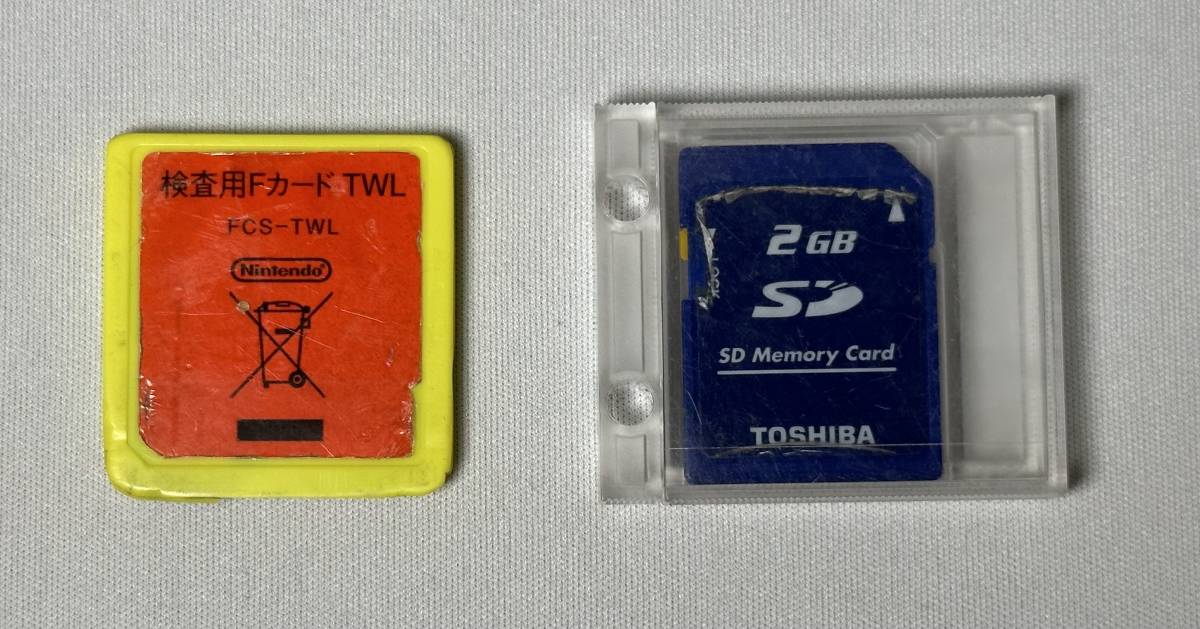 検査用Fカード TWL
FCS-TWL
Nintendo
2GB
SD
SD Memory Card
TOSHIBA